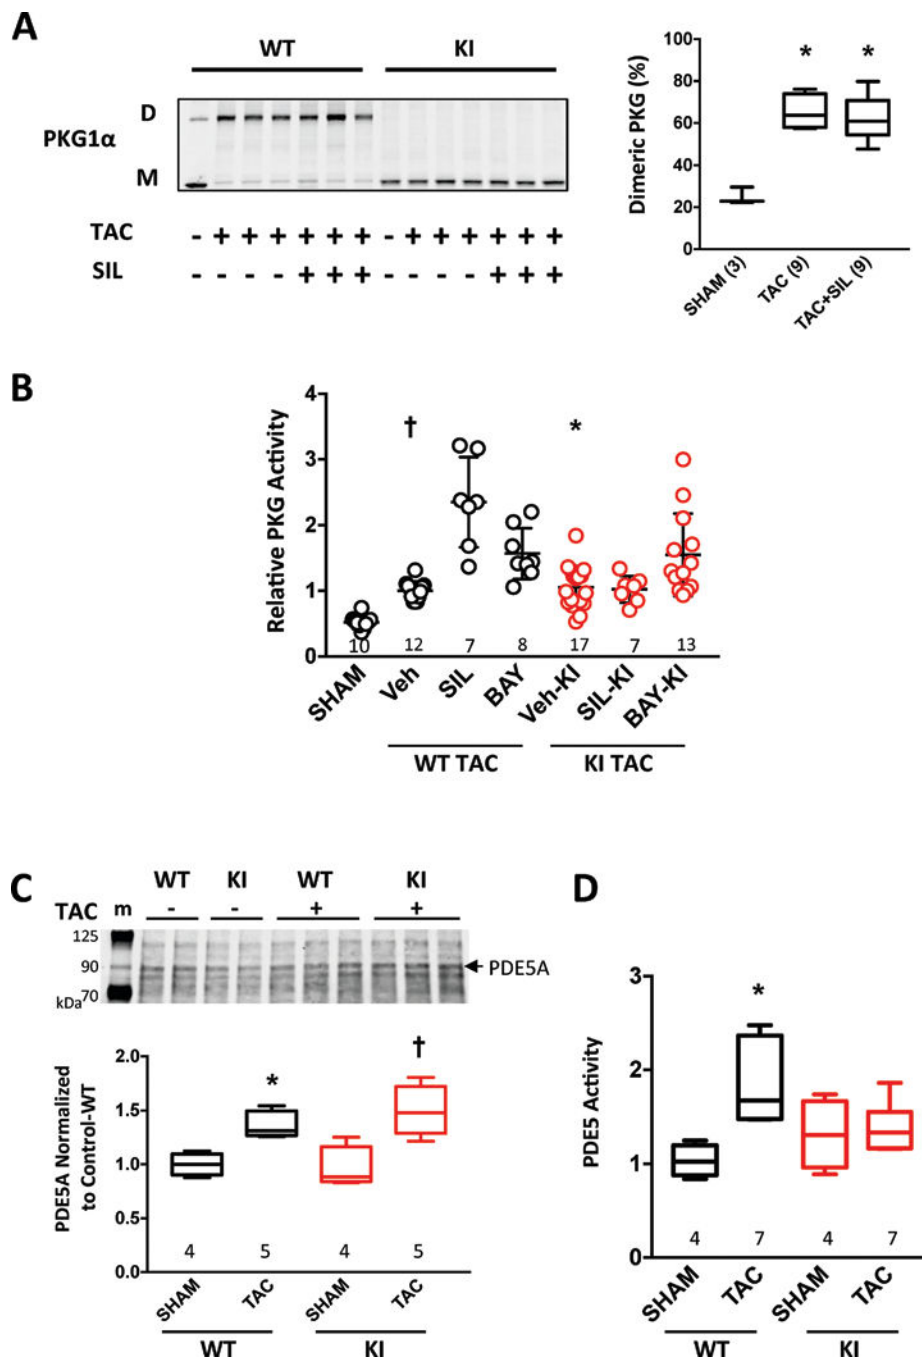 A
WT KI
PKG1α
D
M
TAC - + + + + + + - + + + + + +
SIL - - - - + + + - - - - + + +
Dimeric PKG (%)
100
80
60
40
20
0
* *
SHAM (3) TAC (9) TAC+SIL (9)
B
Relative PKG Activity
4
3
2
1
0
† *
10 12 7 8 17 7 13
SHAM Veh SIL BAY Veh-KI SIL-KI BAY-KI
WT TAC KI TAC
C
WT KI WT KI
TAC m - - + +
125
90
kDa 70
PDE5A
PDE5A Normalized
to Control-WT
2.0
1.5
1.0
0.5
0.0
* †
4 5 4 5
SHAM TAC SHAM TAC
WT KI
D
PDE5 Activity
3
2
1
0
*
4 7 4 7
SHAM TAC SHAM TAC
WT KI